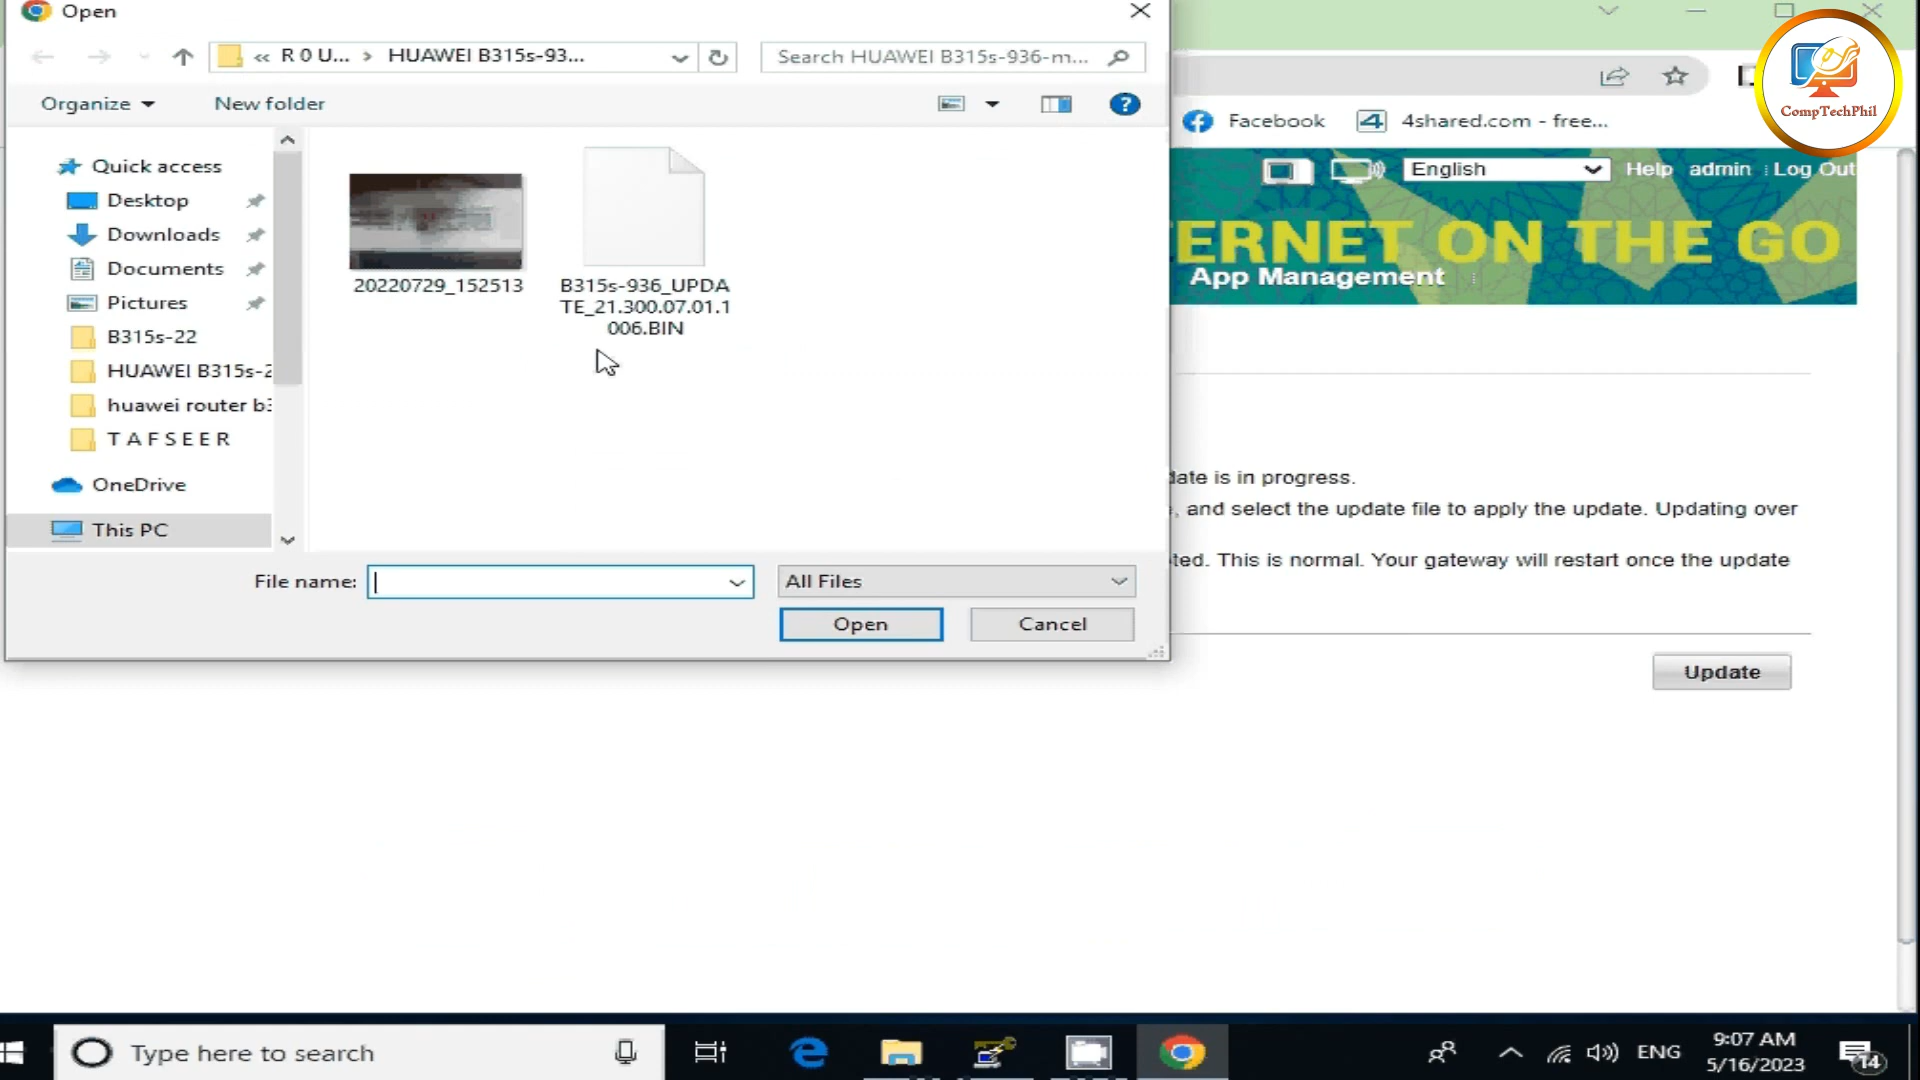 Open
« R 0 U... › HUAWEI B315s-93...
Search HUAWEI B315s-936-m...
Organize
New folder
Quick access
Desktop
Downloads
Documents
Pictures
B315s-22
HUAWEI B315s-2
huawei router b3
T A F S E E R
OneDrive
This PC
20220729_152513
B315s-936_UPDA
TE_21.300.07.01.1
006.BIN
File name:
All Files
Open
Cancel
CompTechPhil
Facebook
4shared.com - free...
English
Help
admin
Log Out
TERNET ON THE GO
App Management
date is in progress.
, and select the update file to apply the update. Updating over
ted. This is normal. Your gateway will restart once the update
Update
Type here to search
ENG
9:07 AM
5/16/2023
14